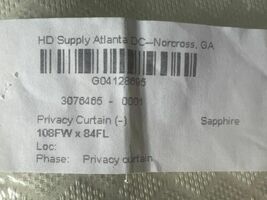 HD Supply Atlanta DC--Norcross, GA
G04128695
3076465 - 0001
Privacy Curtain (-) Sapphire
108FW x 84FL
Loc:
Phase: Privacy curtain